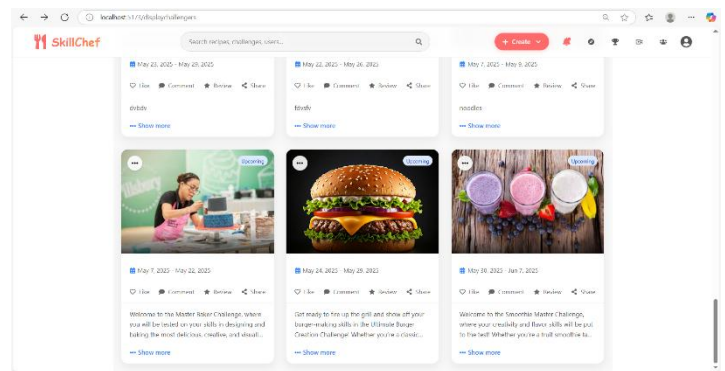 localhost:5173/displaychallengers
SkillChef
Search recipes, challenges, users...
+ Create
May 23, 2025 - May 29, 2025
May 22, 2025 - May 26, 2025
May 7, 2025 - May 9, 2025
Like Comment Review Share
Like Comment Review Share
Like Comment Review Share
noodles
••• Show more
••• Show more
••• Show more
Upcoming
Upcoming
Upcoming
May 7, 2025 - May 22, 2025
May 24, 2025 - May 29, 2025
May 30, 2025 - Jun 7, 2025
Like Comment Review Share
Like Comment Review Share
Like Comment Review Share
Welcome to the Master Baker Challenge, where
you will be tested on your skills in designing and
baking the most delicious, creative, and visuall...
Get ready to fire up the grill and show off your
burger-making skills in the Ultimate Burger
Creation Challenge! Whether you're a classic...
Welcome to the Smoothie Master Challenge,
where your creativity and flavor skills will be put
to the test! Whether you're a fruit smoothie fa...
••• Show more
••• Show more
••• Show more